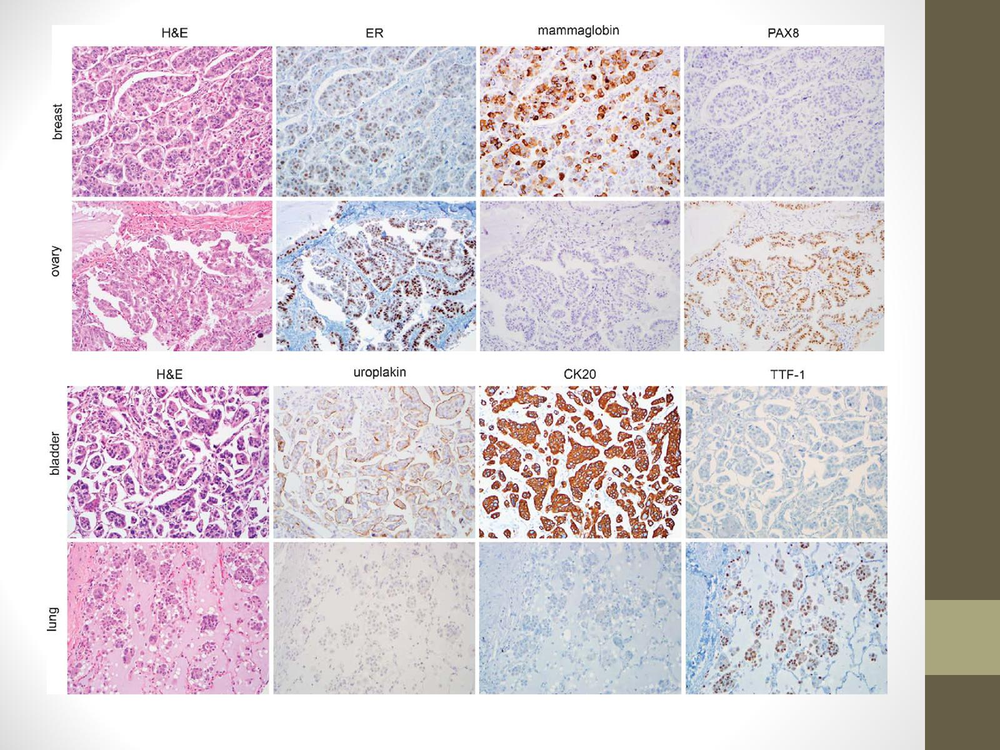 H&E ER mammaglobin PAX8
breast
ovary
H&E uroplakin CK20 TTF-1
bladder
lung